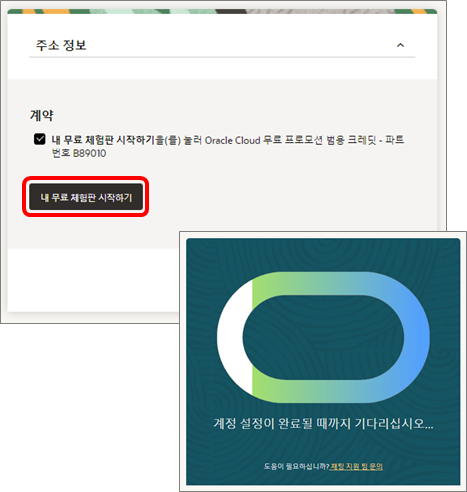 주소 정보
계약
내 무료 체험판 시작하기을(를) 눌러 Oracle Cloud 무료 프로모션 범용 크레딧 - 파트
번호 B89010
내 무료 체험판 시작하기
계정 설정이 완료될 때까지 기다리십시오...
도움이 필요하십니까? 채팅 지원 팀 문의